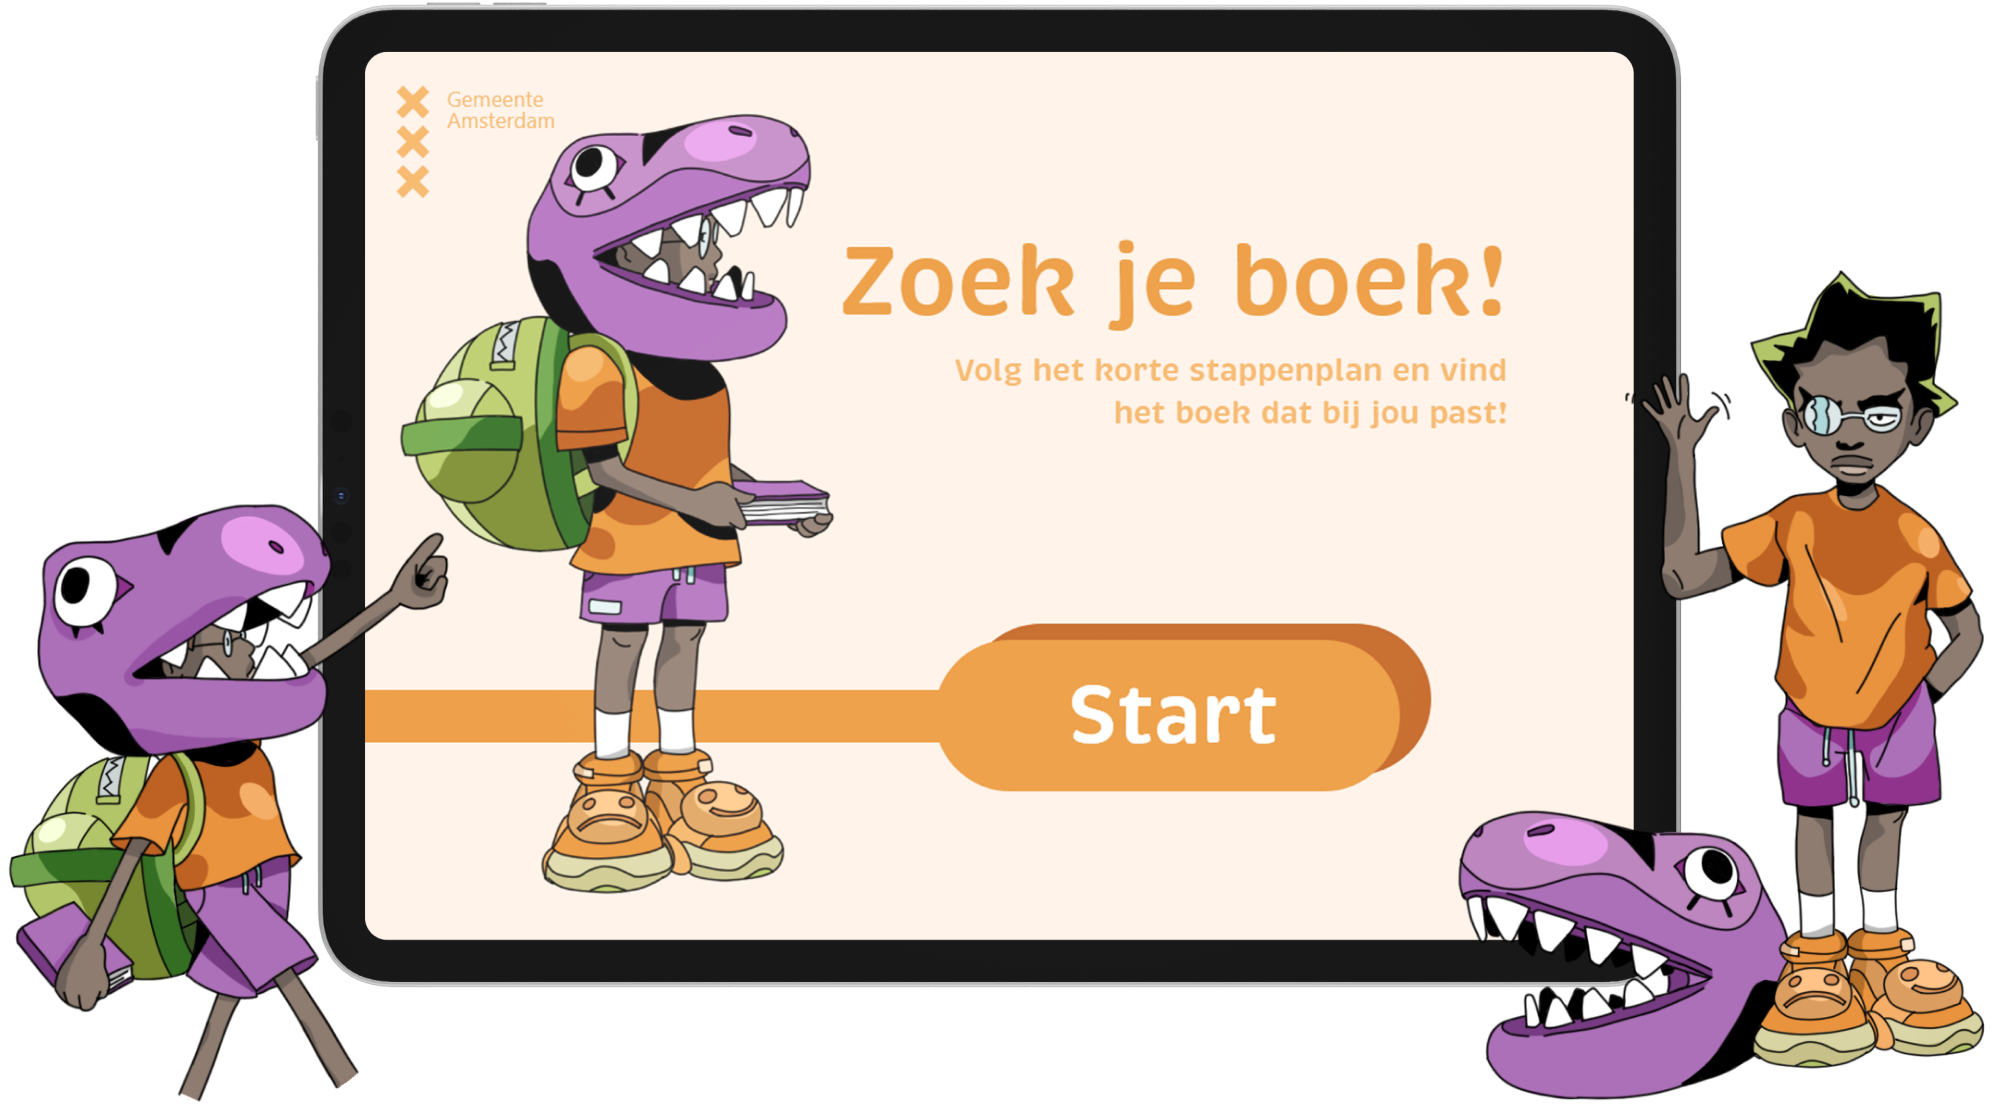 Gemeente
Amsterdam
Zoek je boek!
Volg het korte stappenplan en vind
het boek dat bij jou past!
Start